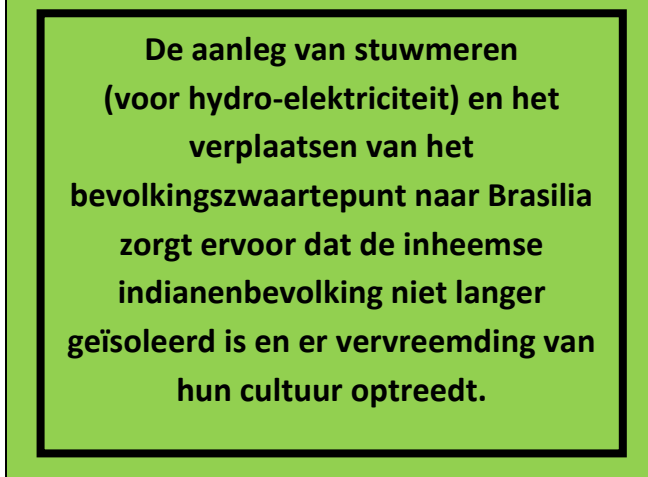 De aanleg van stuwmeren
(voor hydro-elektriciteit) en het
verplaatsen van het
bevolkingszwaartepunt naar Brasilia
zorgt ervoor dat de inheemse
indianenbevolking niet langer
geïsoleerd is en er vervreemding van
hun cultuur optreedt.